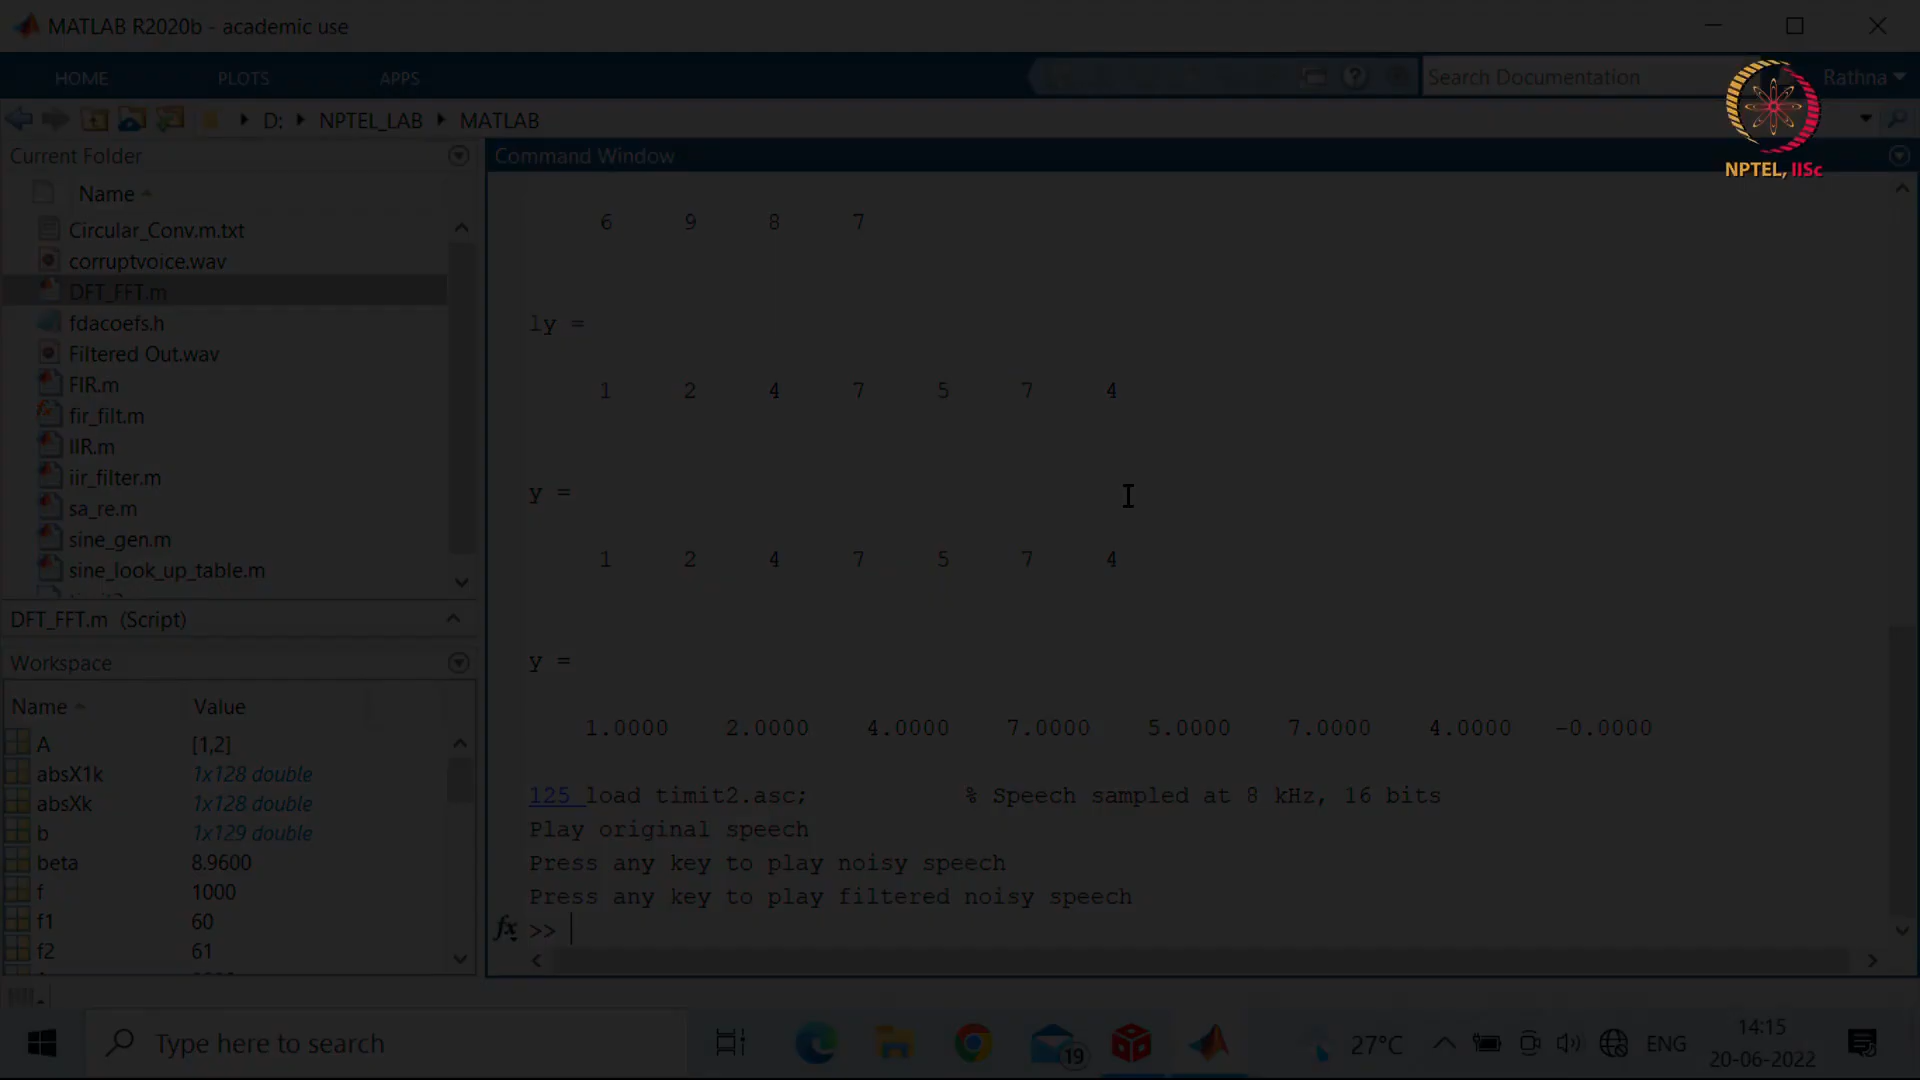 MATLAB R2020b - academic use
HOME PLOTS APPS
Search Documentation
Rathna
D: NPTEL_LAB MATLAB
NPTEL, IISc
Current Folder
Name
Circular_Conv.m.txt
corruptvoice.wav
DFT_FFT.m
fdacoefs.h
Filtered Out.wav
FIR.m
fir_filt.m
IIR.m
iir_filter.m
sa_re.m
sine_gen.m
sine_look_up_table.m
DFT_FFT.m (Script)
Workspace
Name Value
A [1,2]
absX1k 1x128 double
absXk 1x128 double
b 1x129 double
beta 8.9600
f 1000
f1 60
f2 61
Command Window
6 9 8 7
ly =
1 2 4 7 5 7 4
y =
1 2 4 7 5 7 4
y =
1.0000 2.0000 4.0000 7.0000 5.0000 7.0000 4.0000 -0.0000
125 load timit2.asc; % Speech sampled at 8 kHz, 16 bits
Play original speech
Press any key to play noisy speech
Press any key to play filtered noisy speech
fx >>
Type here to search
19
27°C
ENG
14:15
20-06-2022